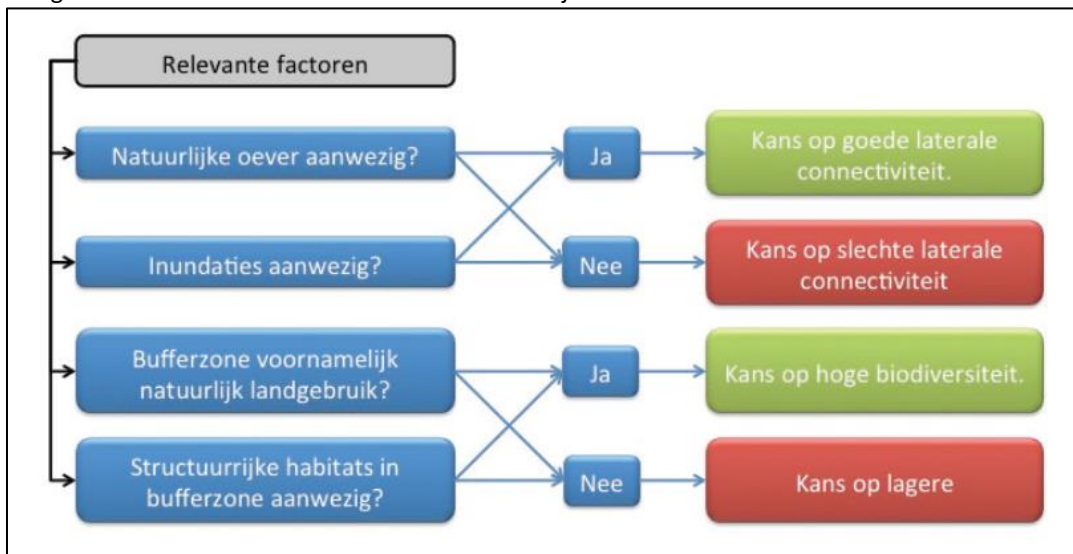 Relevante factoren
Natuurlijke oever aanwezig?
Ja
Kans op goede laterale
connectiviteit.
Inundaties aanwezig?
Nee
Kans op slechte laterale
connectiviteit
Bufferzone voornamelijk
natuurlijk landgebruik?
Ja
Kans op hoge biodiversiteit.
Structuurrijke habitats in
bufferzone aanwezig?
Nee
Kans op lagere